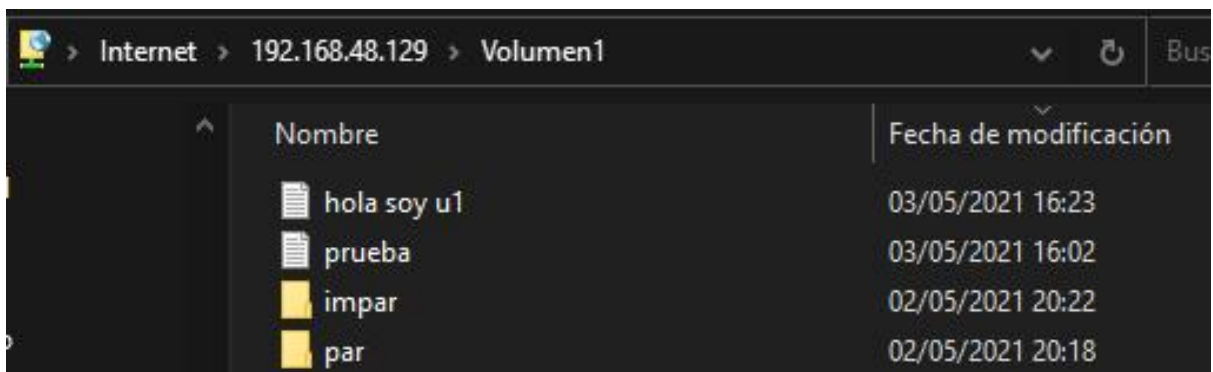 Internet > 192.168.48.129 > Volumen1 Bus
Nombre Fecha de modificación
hola soy u1 03/05/2021 16:23
prueba 03/05/2021 16:02
impar 02/05/2021 20:22
par 02/05/2021 20:18